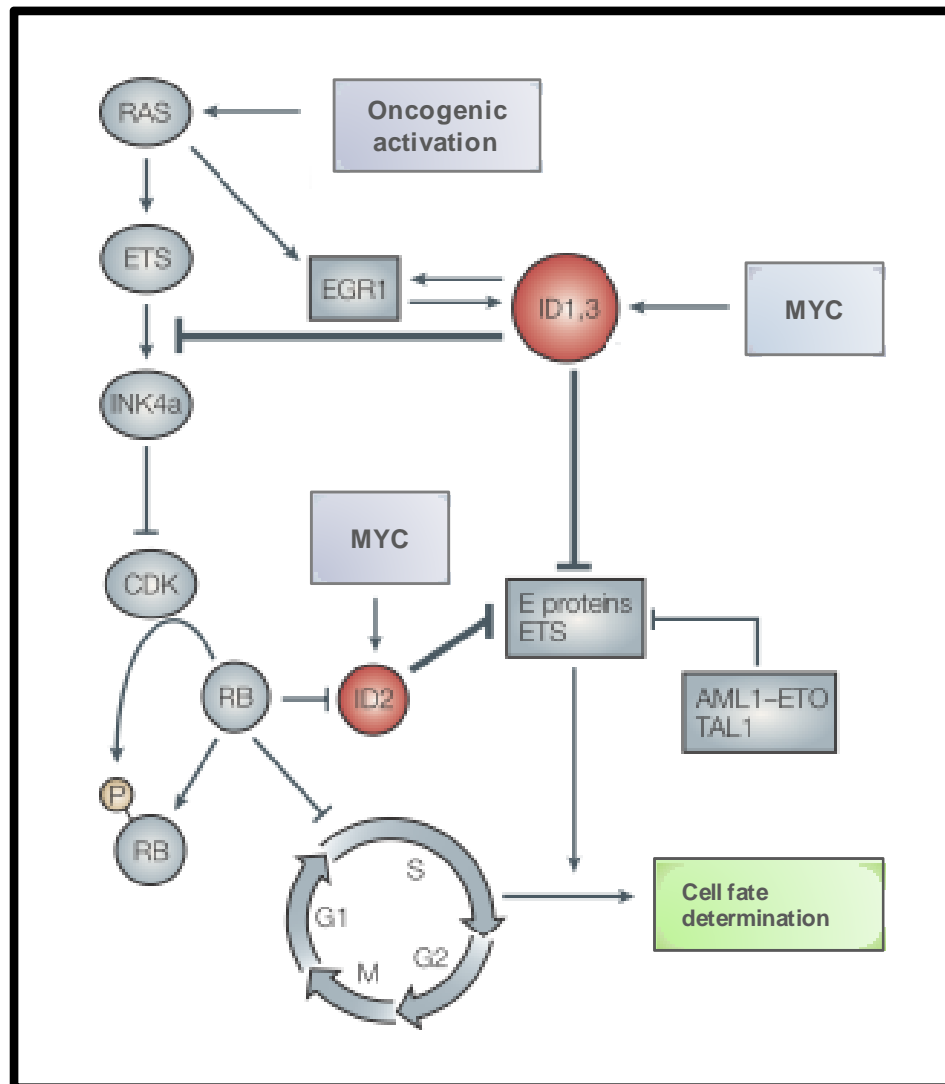 RAS
Oncogenic
activation
ETS
EGR1
ID1,3
MYC
INK4a
MYC
CDK
E proteins
ETS
RB
ID2
AML1–ETO
TAL1
P
RB
S
G1
G2
M
Cell fate
determination